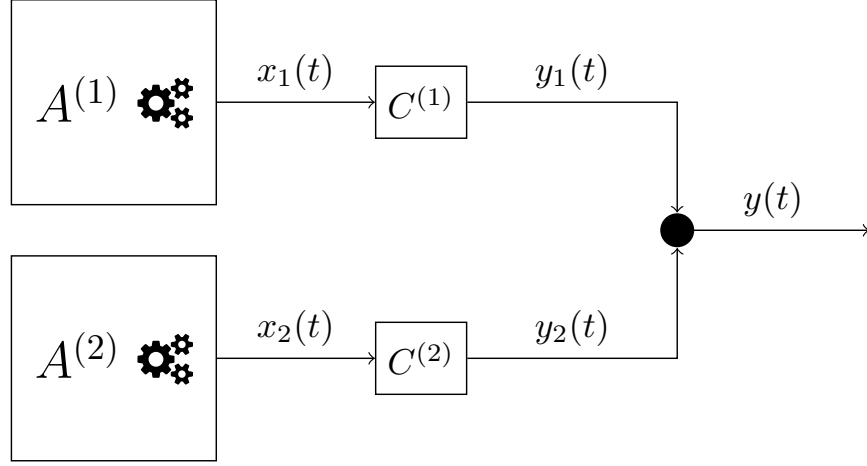 A^{(1)}
x_1(t)
C^{(1)}
y_1(t)
y(t)
A^{(2)}
x_2(t)
C^{(2)}
y_2(t)